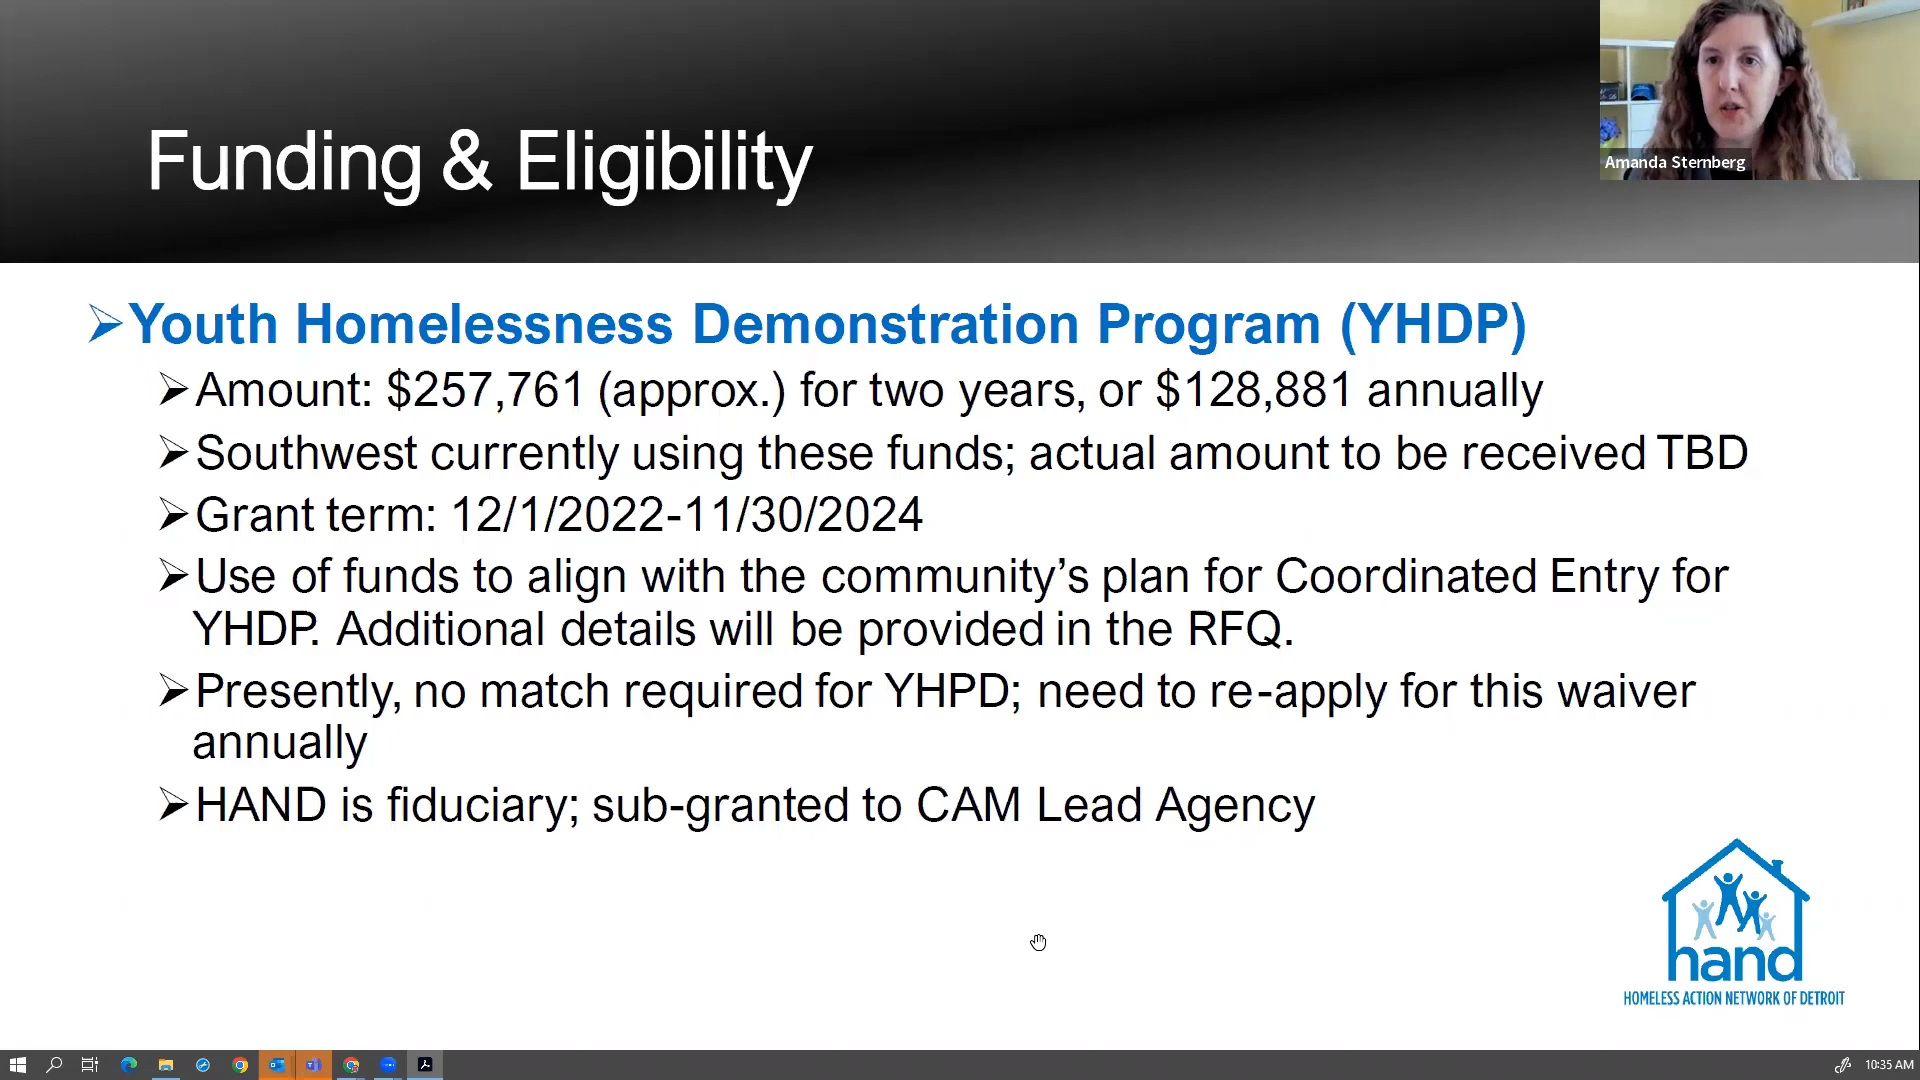 Funding & Eligibility
Amanda Sternberg
Youth Homelessness Demonstration Program (YHDP)
Amount: $257,761 (approx.) for two years, or $128,881 annually
Southwest currently using these funds; actual amount to be received TBD
Grant term: 12/1/2022-11/30/2024
Use of funds to align with the community’s plan for Coordinated Entry for
YHDP. Additional details will be provided in the RFQ.
Presently, no match required for YHPD; need to re-apply for this waiver
annually
HAND is fiduciary; sub-granted to CAM Lead Agency
hand
HOMELESS ACTION NETWORK OF DETROIT
10:35 AM